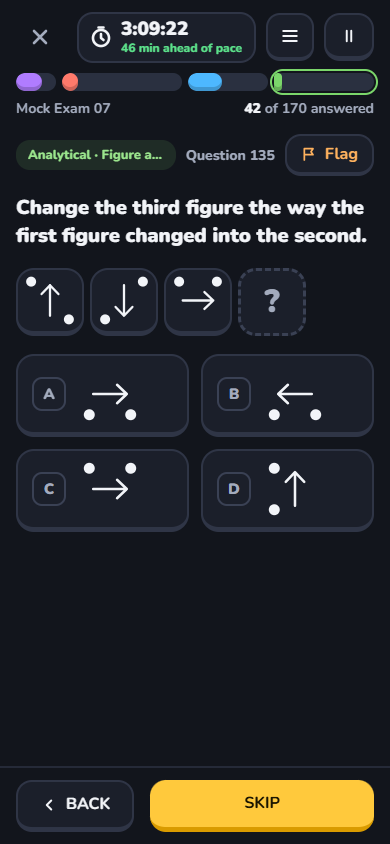 3:09:22
46 min ahead of pace
Mock Exam 07
42 of 170 answered
Analytical · Figure a...
Question 135
Flag
Change the third figure the way the
first figure changed into the second.
?
A
B
C
D
BACK
SKIP